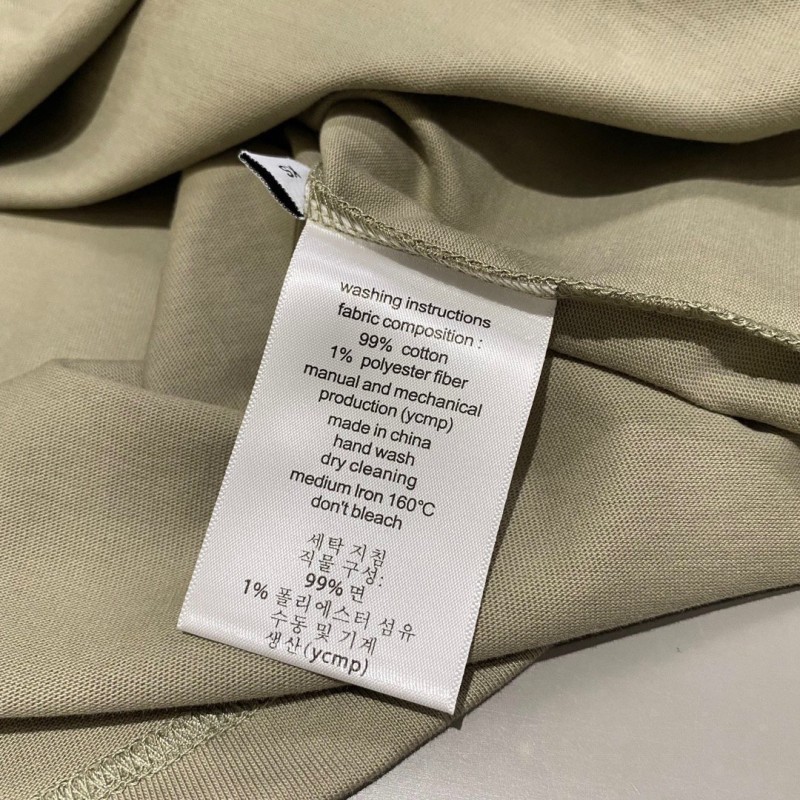 washing instructions
fabric composition :
99% cotton
1% polyester fiber
manual and mechanical
production (ycmp)
made in china
hand wash
dry cleaning
medium Iron 160℃
don't bleach
세탁 지침
직물 구성:
99% 면
1% 폴리에스터 섬유
수동 및 기계
생산(ycmp)